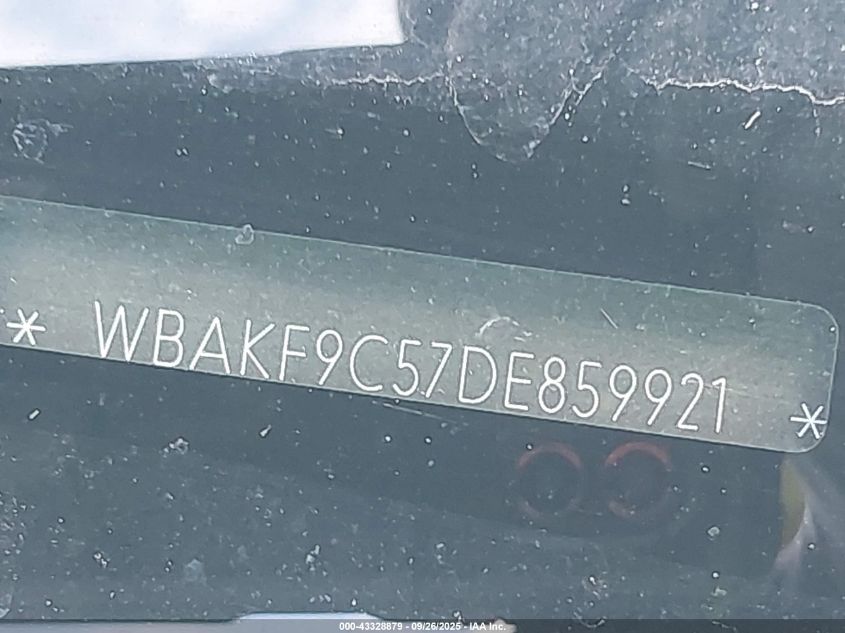 * WBAKF9C57DE859921 *
000-43328879 - 09/26/2025 - IAA Inc.